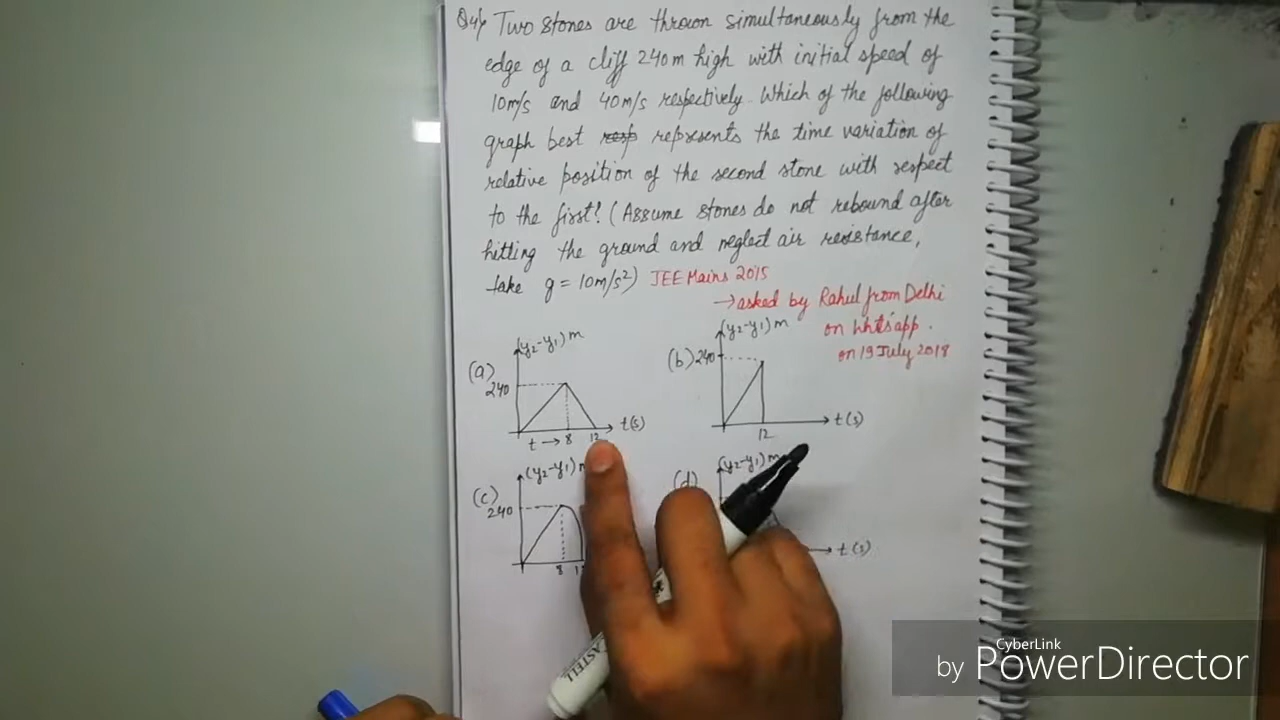 Q4) Two stones are thrown simultaneously from the
edge of a cliff 240m high with initial speed of
10m/s and 40m/s respectively. Which of the following
graph best resp represents the time variation of
relative position of the second stone with respect
to the first? (Assume stones do not rebound after
hitting the ground and neglect air resistance,
take g = 10m/s²) JEE Mains 2015
→ asked by Rahul from Delhi
on Whtsapp.
on 19 July 2018
(a) (y₂-y₁) m
240
t(s)
t → 8 12
(b) (y₂-y₁) m
240
t(s)
12
(c) (y₂-y₁)
240
8
(d) (y₂-y₁) m
t(s)
CyberLink
by PowerDirector